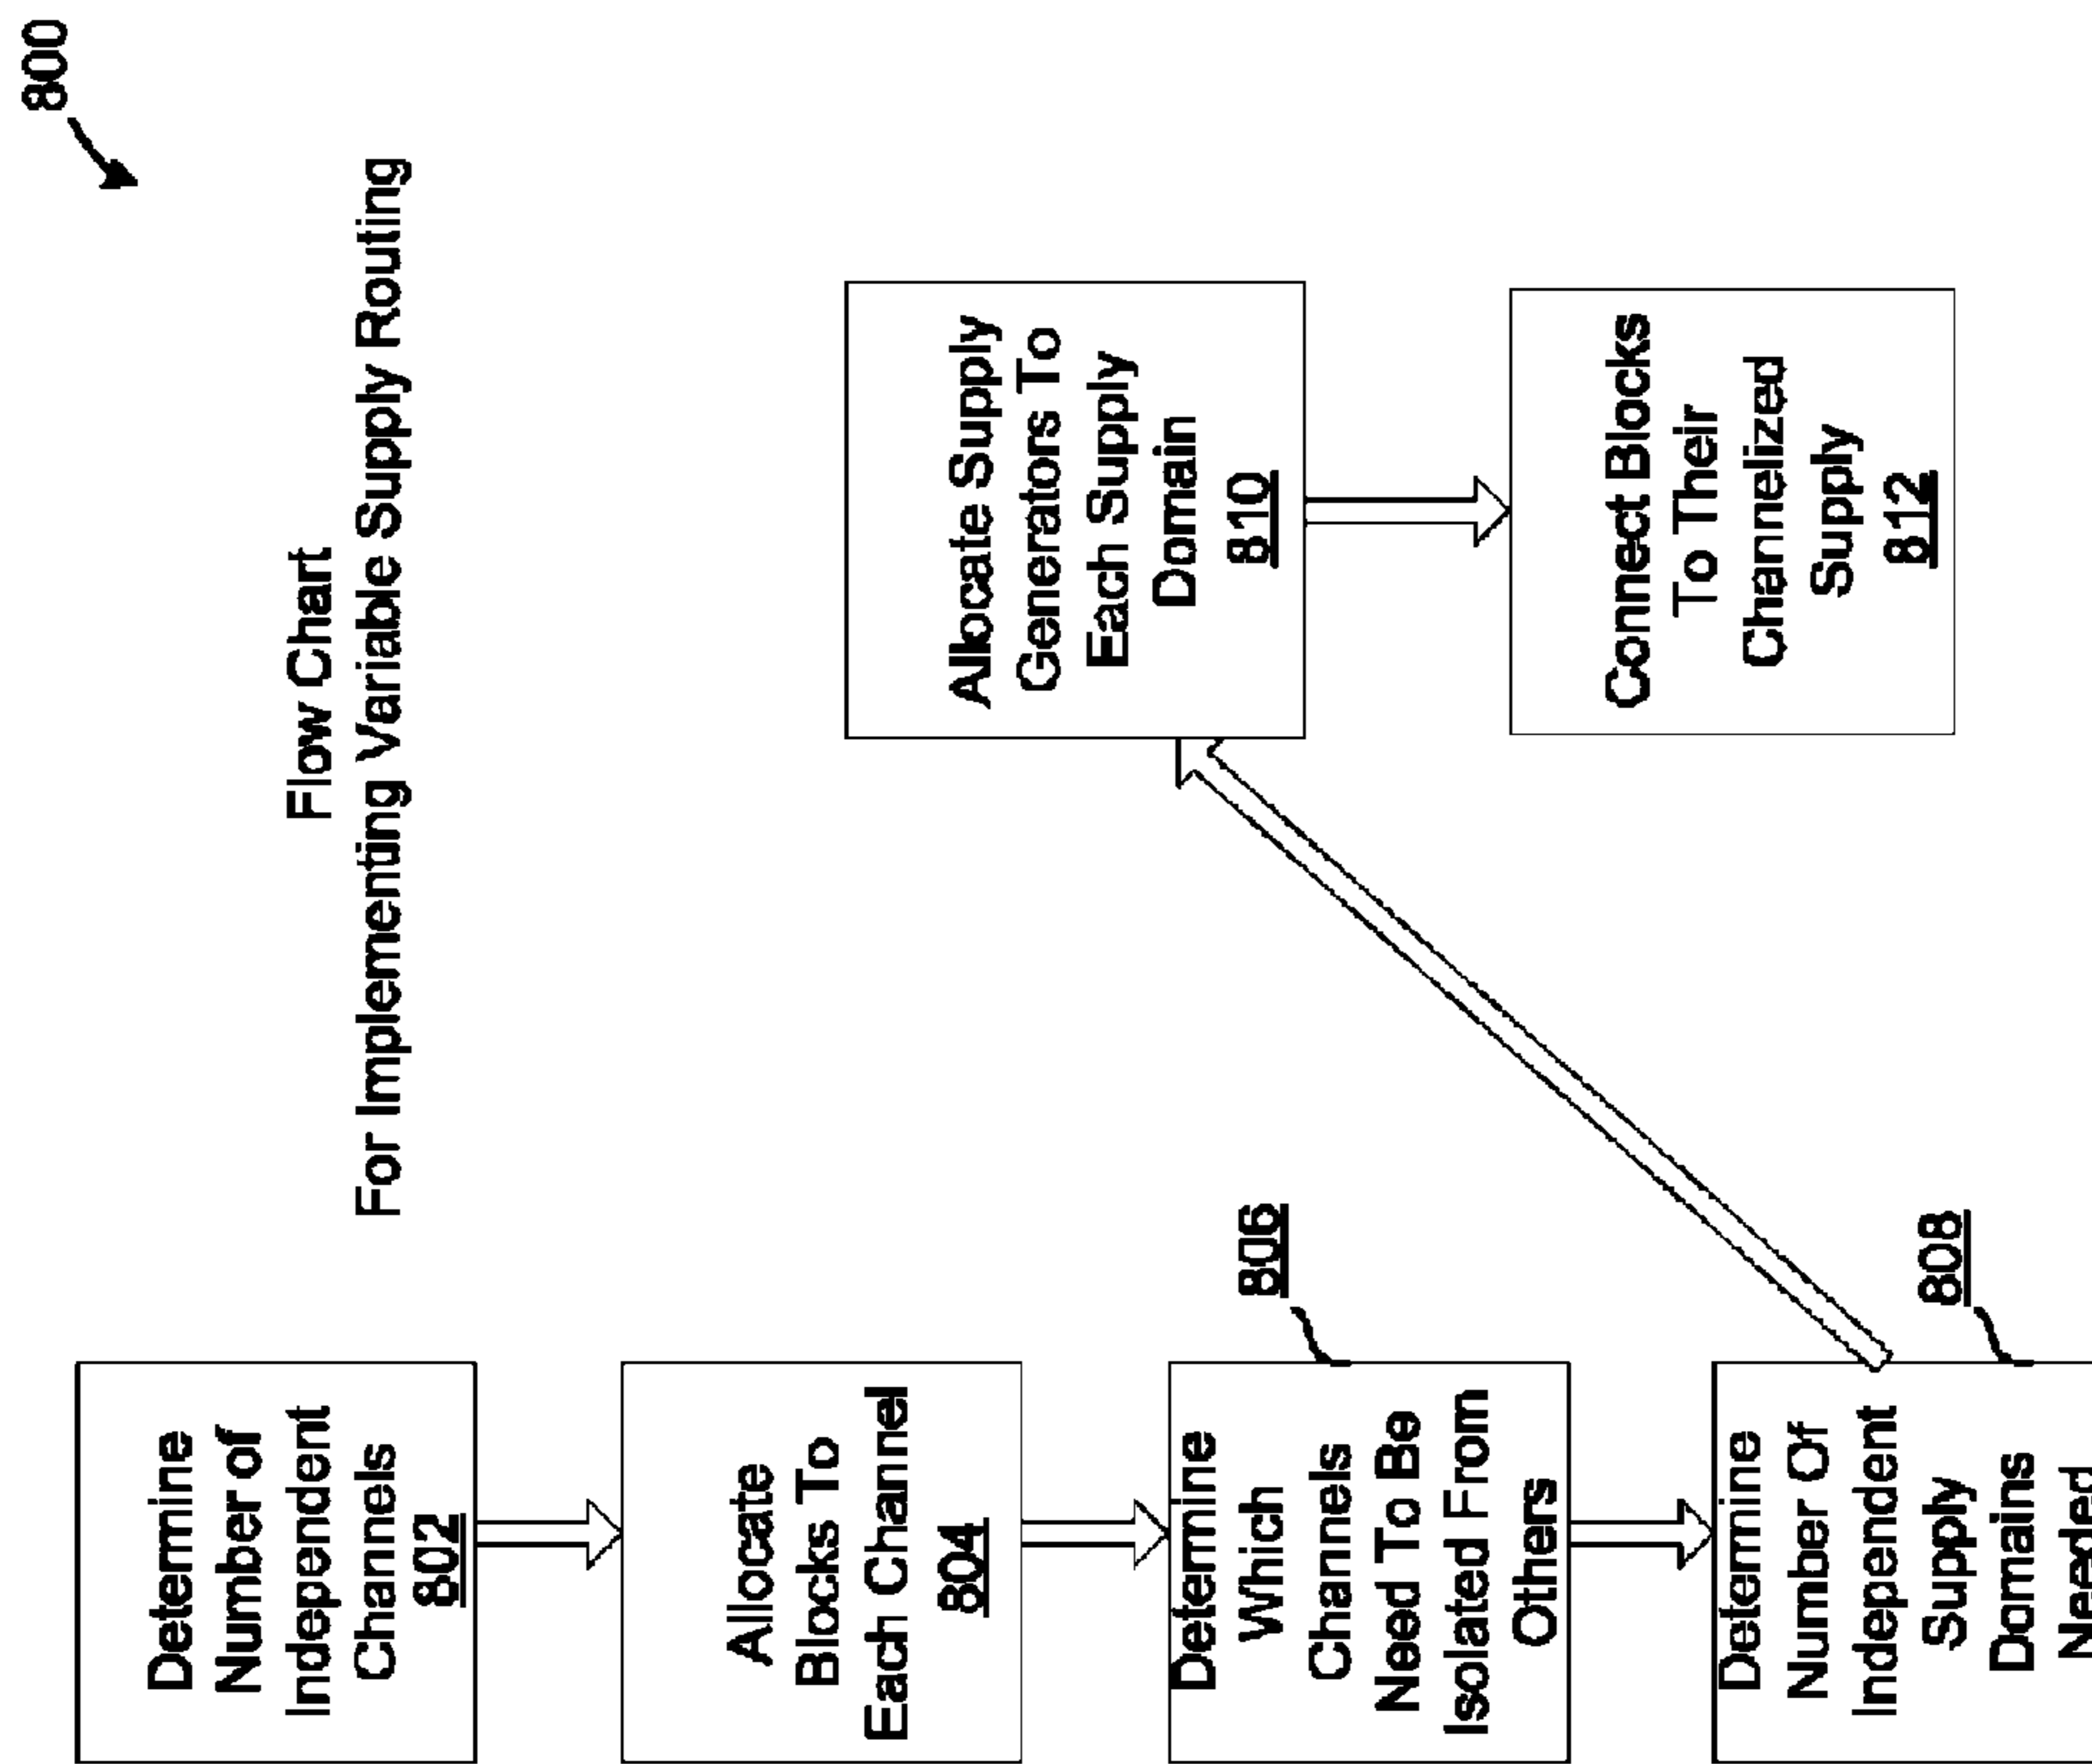 800
Flow Chart
For Implementing Variable Supply Routing
Determine
Number of
Independent
Channels
802
Allocate
Blocks To
Each Channel
804
Determine
Which
Channels
Need To Be
Isolated From
Others
806
Determine
Number Of
Independent
Supply
Domains
Needed
808
Allocate Supply
Generators To
Each Supply
Domain
810
Connect Blocks
To Their
Channelized
Supply
812